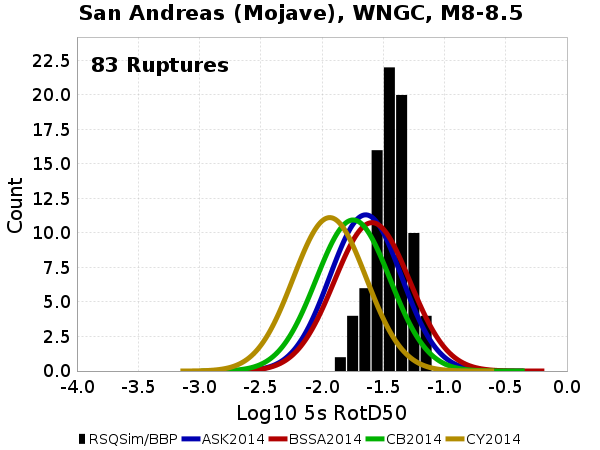 San Andreas (Mojave), WNGC, M8-8.5
83 Ruptures
Count
22.5
20.0
17.5
15.0
12.5
10.0
7.5
5.0
2.5
0.0
-4.0 -3.5 -3.0 -2.5 -2.0 -1.5 -1.0 -0.5 0.0
Log10 5s RotD50
RSQSim/BBP ASK2014 BSSA2014 CB2014 CY2014